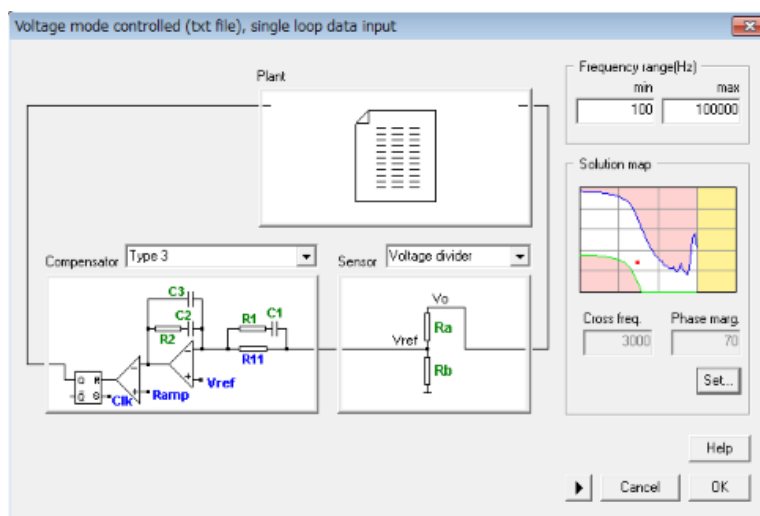 Voltage mode controlled (txt file), single loop data input
Plant
Frequency range(Hz)
min max
100 100000
Solution map
Compensator Type 3
Sensor Voltage divider
C3
C2
R2
R1 C1
R11
Vref
Ramp
Clk
Q R
Q S
Vo
Vref
Ra
Rb
Cross freq. Phase marg.
3000 70
Set...
Help
Cancel OK